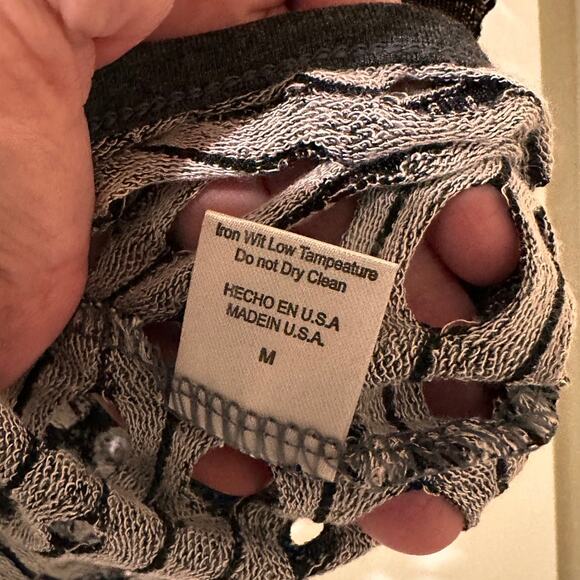 Iron Wit Low Tampeature
Do not Dry Clean
HECHO EN U.S.A
MADEIN U.S.A.
M